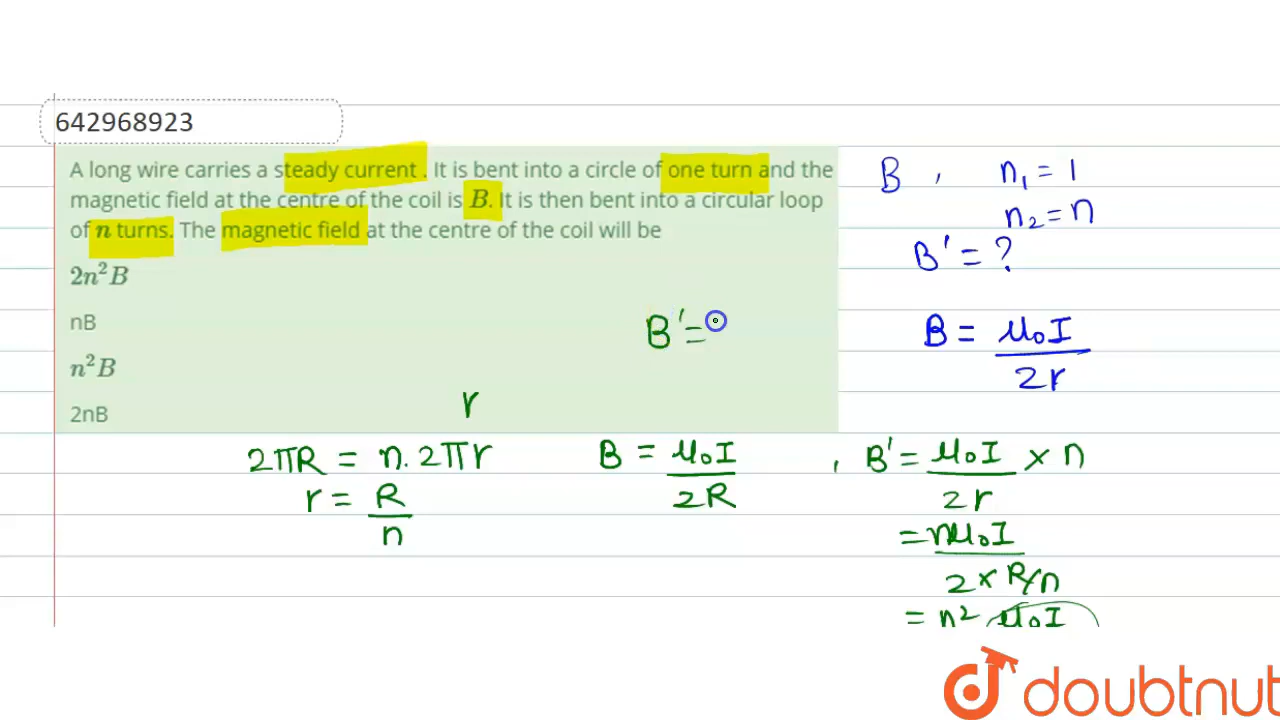 642968923
A long wire carries a steady current . It is bent into a circle of one turn and the
magnetic field at the centre of the coil is B. It is then bent into a circular loop
of n turns. The magnetic field at the centre of the coil will be
2n²B
nB
n²B
2nB
B , n₁ = 1
n₂ = n
B' = ?
B = μ₀I / 2r
B' =
r
2πR = n. 2πr
r = R / n
B = μ₀I / 2R
, B' = μ₀I / 2r × n
= nμ₀I / 2 × R/n
= n² μ₀I
doubtnut